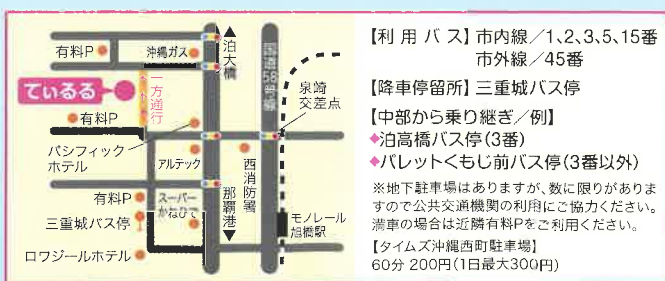 有料P
沖縄ガス
▲泊大橋
国道58号線
泉崎
交差点
てぃるる
一方通行
有料P
パシフィック
ホテル
アルテック
西消防署
有料P
スーパー
かねひで
三重城バス停
那覇港▼
モノレール
旭橋駅
ロワジールホテル
【利用バス】市内線／1、2、3、5、15番
市外線／45番
【降車停留所】三重城バス停
【中部から乗り継ぎ／例】
◆泊高橋バス停(3番)
◆パレットくもじ前バス停(3番以外)
※地下駐車場はありますが、数に限りがありま
すので公共交通機関の利用にご協力ください。
満車の場合は近隣有料Pをご利用ください。
【タイムズ沖縄西町駐車場】
60分 200円(1日最大300円)